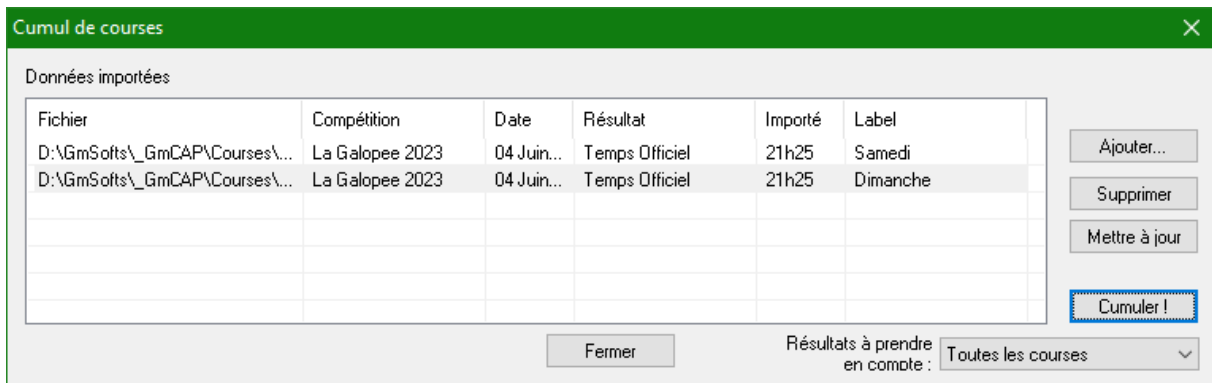 Cumul de courses
Données importées
Fichier Compétition Date Résultat Importé Label
D:\GmSofts\_GmCAP\Courses\... La Galopee 2023 04 Juin... Temps Officiel 21h25 Samedi
D:\GmSofts\_GmCAP\Courses\... La Galopee 2023 04 Juin... Temps Officiel 21h25 Dimanche
Ajouter...
Supprimer
Mettre à jour
Cumuler !
Fermer
Résultats à prendre
en compte :
Toutes les courses